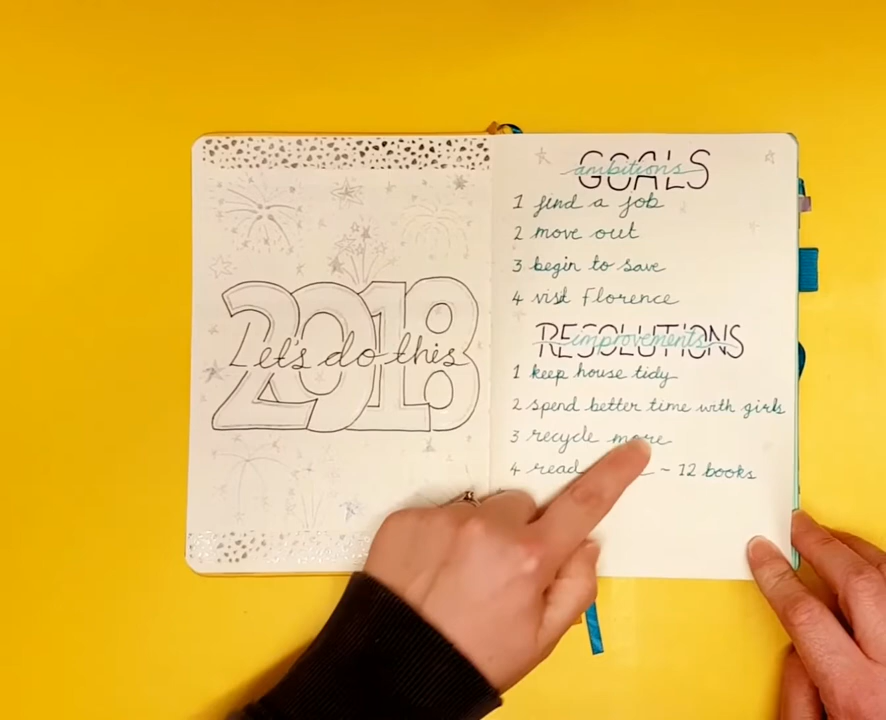 2018
Let's do this
GOALS
ambitions
1 find a job
2 move out
3 begin to save
4 visit Florence
RESOLUTIONS
improvements
1 keep house tidy
2 spend better time with girls
3 recycle more
4 read - 12 books